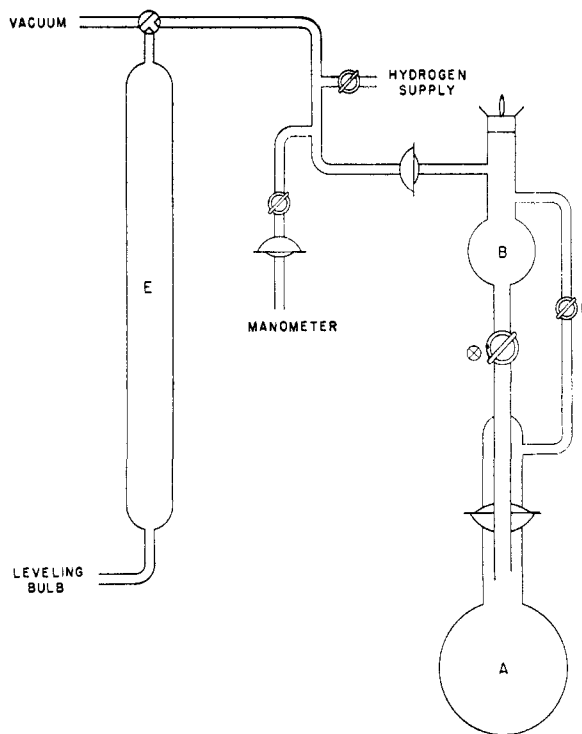 VACUUM
HYDROGEN
SUPPLY
B
E
MANOMETER
LEVELING
BULB
A